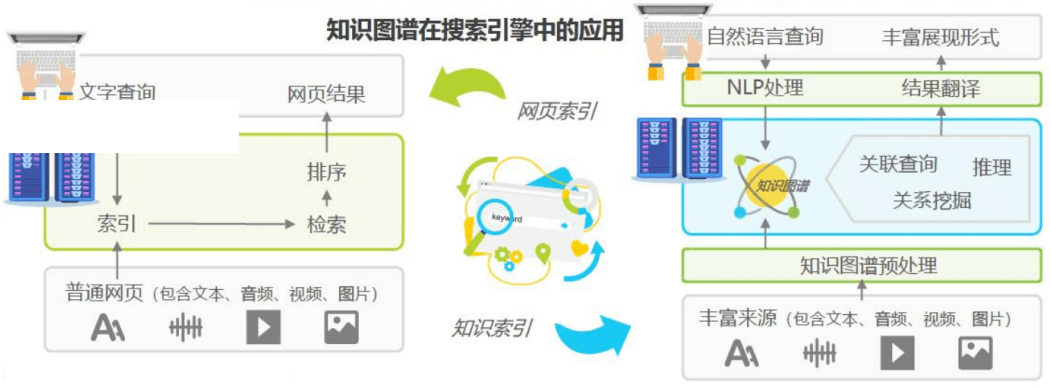 知识图谱在搜索引擎中的应用
文字查询
网页结果
排序
索引
检索
普通网页（包含文本、音频、视频、图片）
网页索引
keyword
知识索引
自然语言查询
丰富展现形式
NLP处理
结果翻译
知识图谱
关联查询
推理
关系挖掘
知识图谱预处理
丰富来源（包含文本、音频、视频、图片）